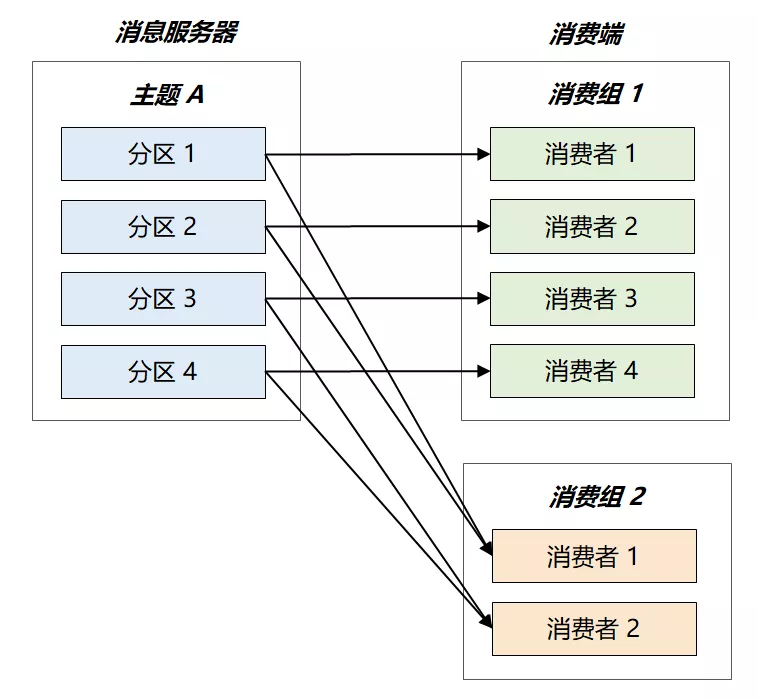 消息服务器
主题 A
分区 1
分区 2
分区 3
分区 4
消费端
消费组 1
消费者 1
消费者 2
消费者 3
消费者 4
消费组 2
消费者 1
消费者 2